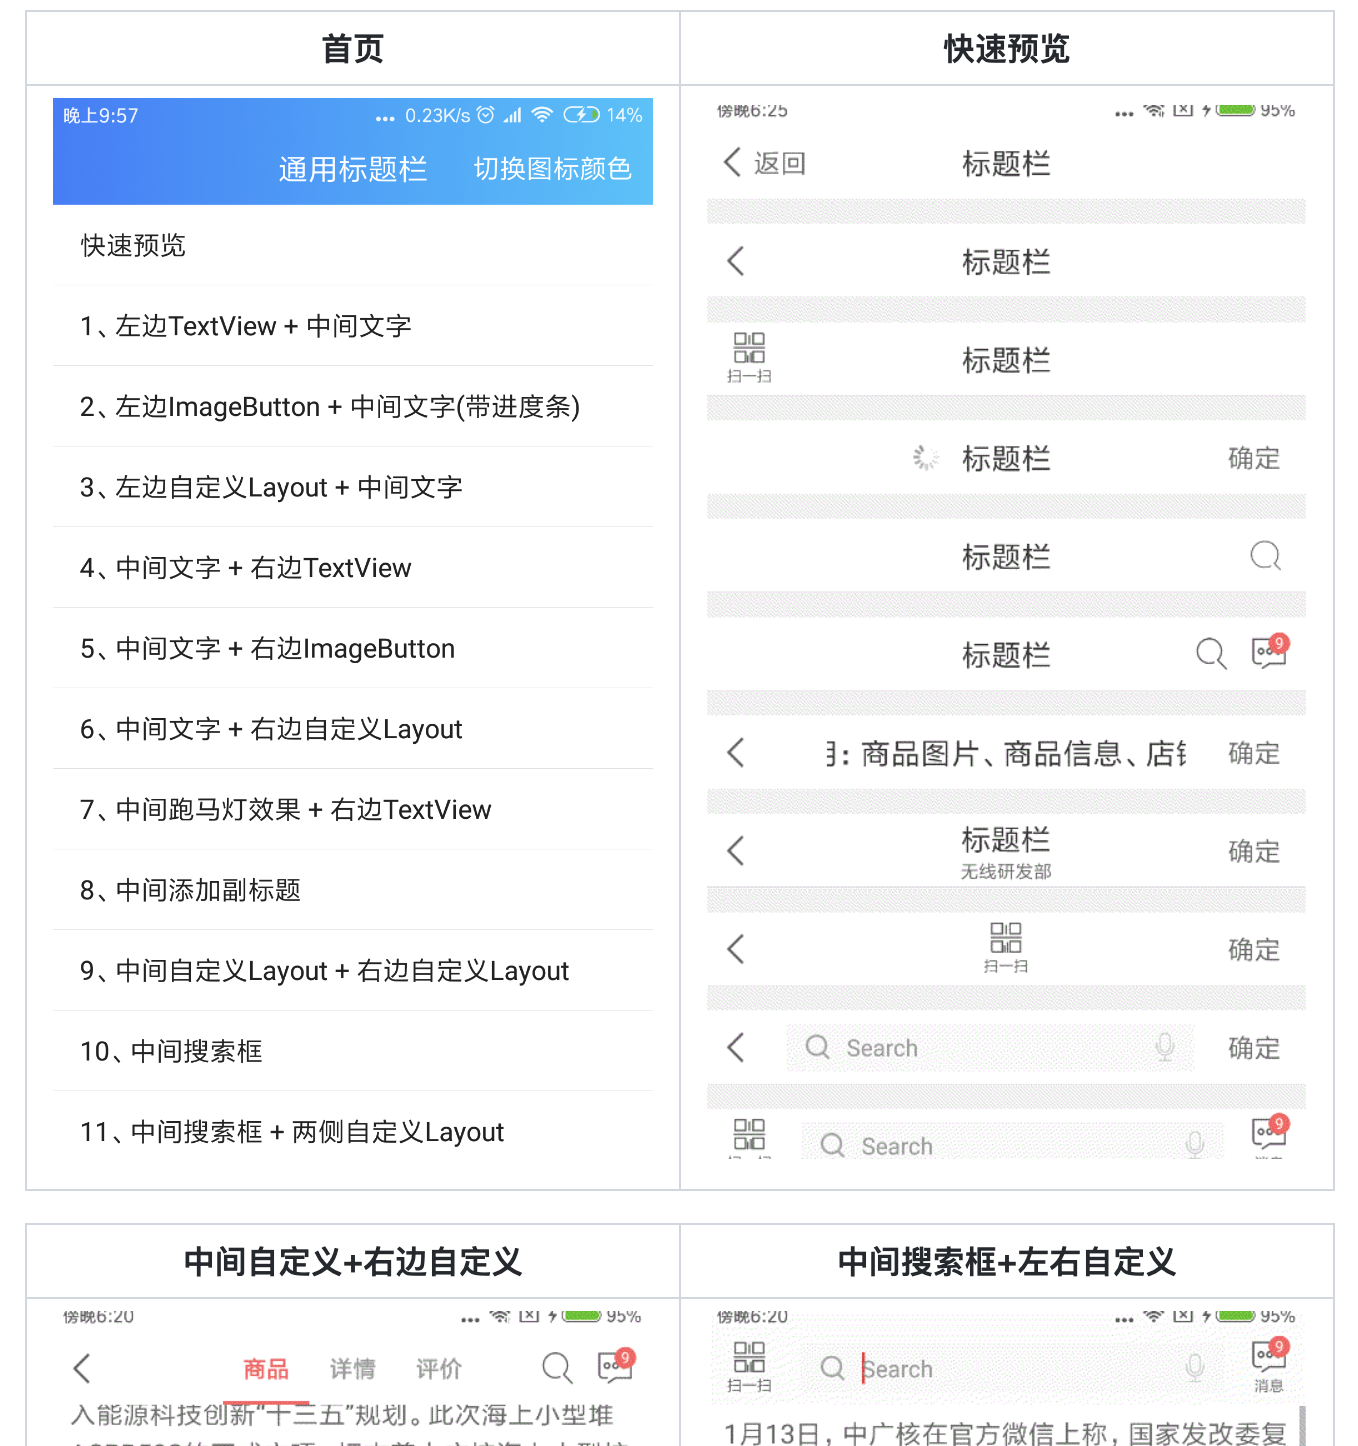 首页
快速预览
晚上9:57
0.23K/s
14%
通用标题栏
切换图标颜色
快速预览
1、左边TextView + 中间文字
2、左边ImageButton + 中间文字(带进度条)
3、左边自定义Layout + 中间文字
4、中间文字 + 右边TextView
5、中间文字 + 右边ImageButton
6、中间文字 + 右边自定义Layout
7、中间跑马灯效果 + 右边TextView
8、中间添加副标题
9、中间自定义Layout + 右边自定义Layout
10、中间搜索框
11、中间搜索框 + 两侧自定义Layout
傍晚6:25
95%
返回
标题栏
标题栏
扫一扫
标题栏
标题栏
确定
标题栏
标题栏
9
：商品图片、商品信息、店
确定
标题栏
无线研发部
确定
扫一扫
确定
Search
确定
Search
9
中间自定义+右边自定义
中间搜索框+左右自定义
傍晚6:20
95%
商品
详情
评价
9
入能源科技创新“十三五”规划。此次海上小型堆
傍晚6:20
95%
扫一扫
Search
9
消息
1月13日，中广核在官方微信上称，国家发改委复